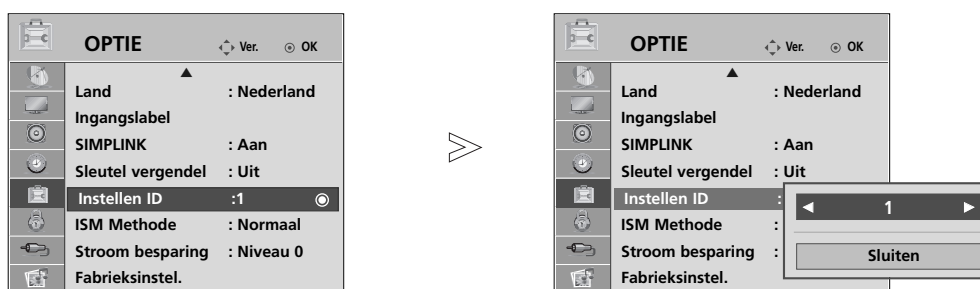 OPTIE Ver. OK
Land : Nederland
Ingangslabel
SIMPLINK : Aan
Sleutel vergendel : Uit
Instellen ID :1
ISM Methode : Normaal
Stroom besparing : Niveau 0
Fabrieksinstel.
OPTIE Ver. OK
Land : Nederland
Ingangslabel
SIMPLINK : Aan
Sleutel vergendel : Uit
Instellen ID :
1
ISM Methode :
Stroom besparing :
Sluiten
Fabrieksinstel.